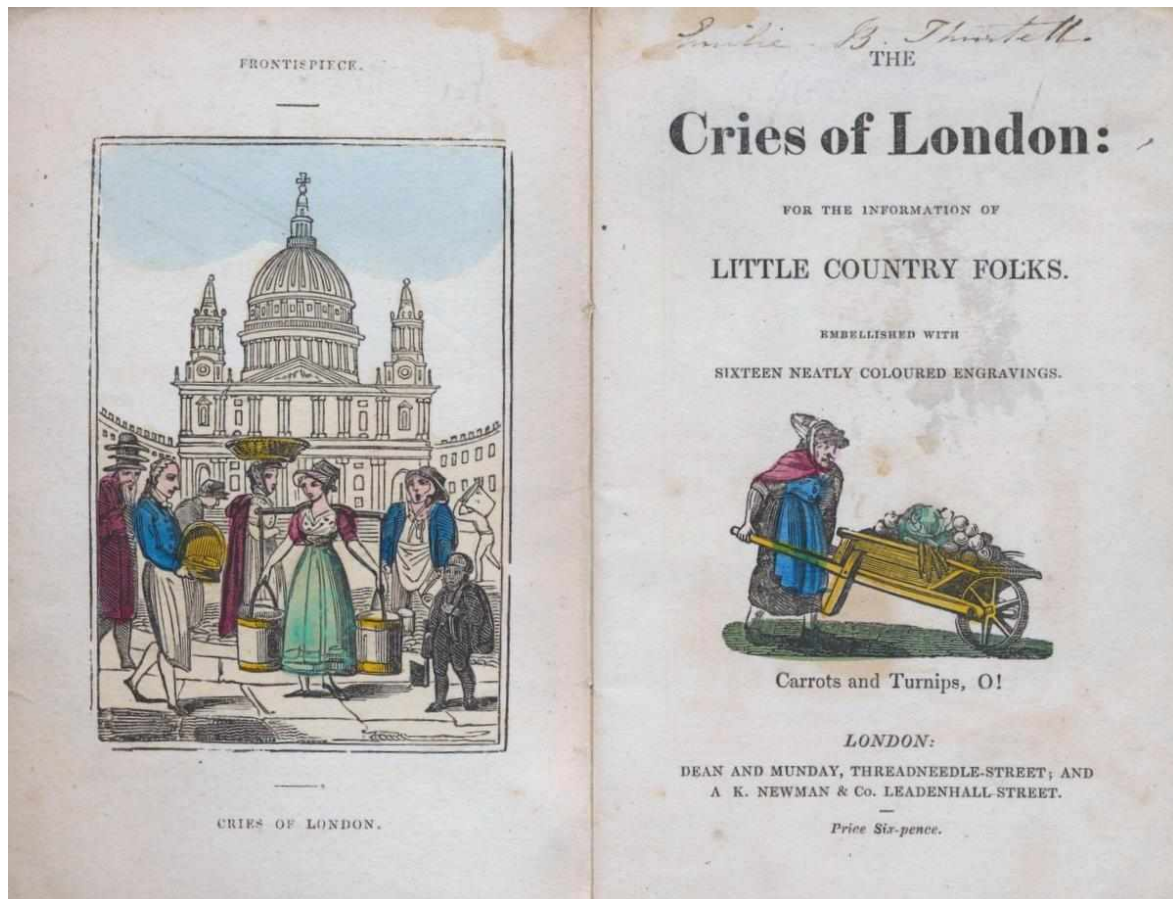 FRONTISPIECE.
CRIES OF LONDON.
Emilie B. Thurtell.
THE
Cries of London:
FOR THE INFORMATION OF
LITTLE COUNTRY FOLKS.
EMBELLISHED WITH
SIXTEEN NEATLY COLOURED ENGRAVINGS.
Carrots and Turnips, O!
LONDON:
DEAN AND MUNDAY, THREADNEEDLE-STREET; AND
A K. NEWMAN & Co. LEADENHALL-STREET.
Price Six-pence.